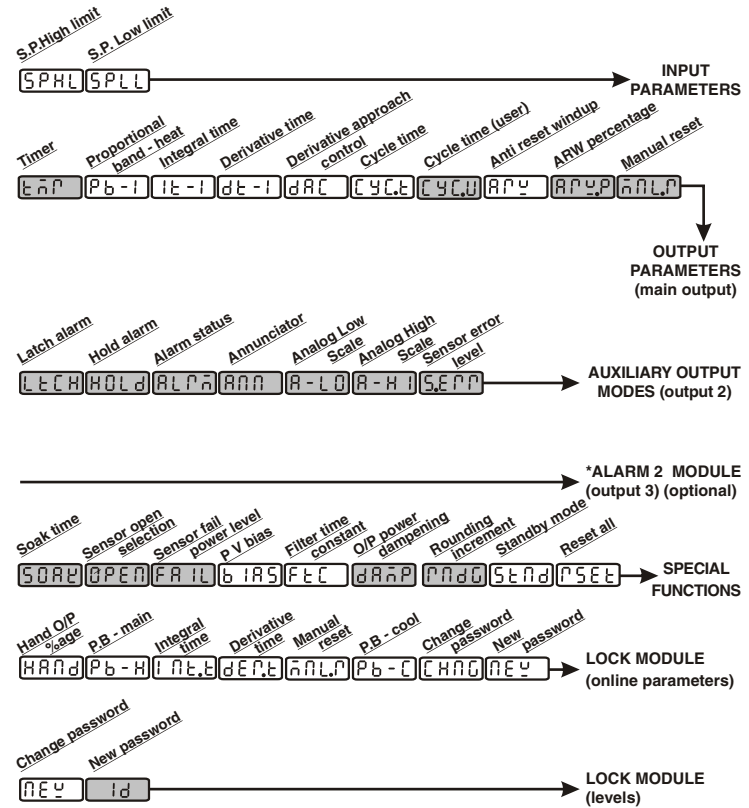 S.P.High limit
S.P. Low limit
SPHL SPLL
INPUT
PARAMETERS
Timer
Proportional
band - heat
Integral time
Derivative time
Derivative approach
control
Cycle time
Cycle time (user)
Anti reset windup
ARW percentage
Manual reset
tmr Pb-1 It-1 dt-1 dAC CYC.t CYC.U ArW ArW.P mnL.r
OUTPUT
PARAMETERS
(main output)
Latch alarm
Hold alarm
Alarm status
Annunciator
Analog Low
Scale
Analog High
Scale
Sensor error
level
LtCH HOLd ALrm Ann A-LO A-HI S.Err
AUXILIARY OUTPUT
MODES (output 2)
*ALARM 2 MODULE
(output 3) (optional)
Soak time
Sensor open
selection
Sensor fail
power level
P V bias
Filter time
constant
O/P power
dampening
Rounding
increment
Standby mode
Reset all
SOAK OPEn FAIL bIAS FtC dAmP rndG Stnd rSEt
SPECIAL
FUNCTIONS
Hand O/P
%age
P.B - main
Integral
time
Derivative
time
Manual
reset
P.B - cool
Change
password
New
password
HAnd Pb-H Int.t dEr.t mnL.r Pb-C CHnG nEW
LOCK MODULE
(online parameters)
Change password
New password
nEW Id
LOCK MODULE
(levels)